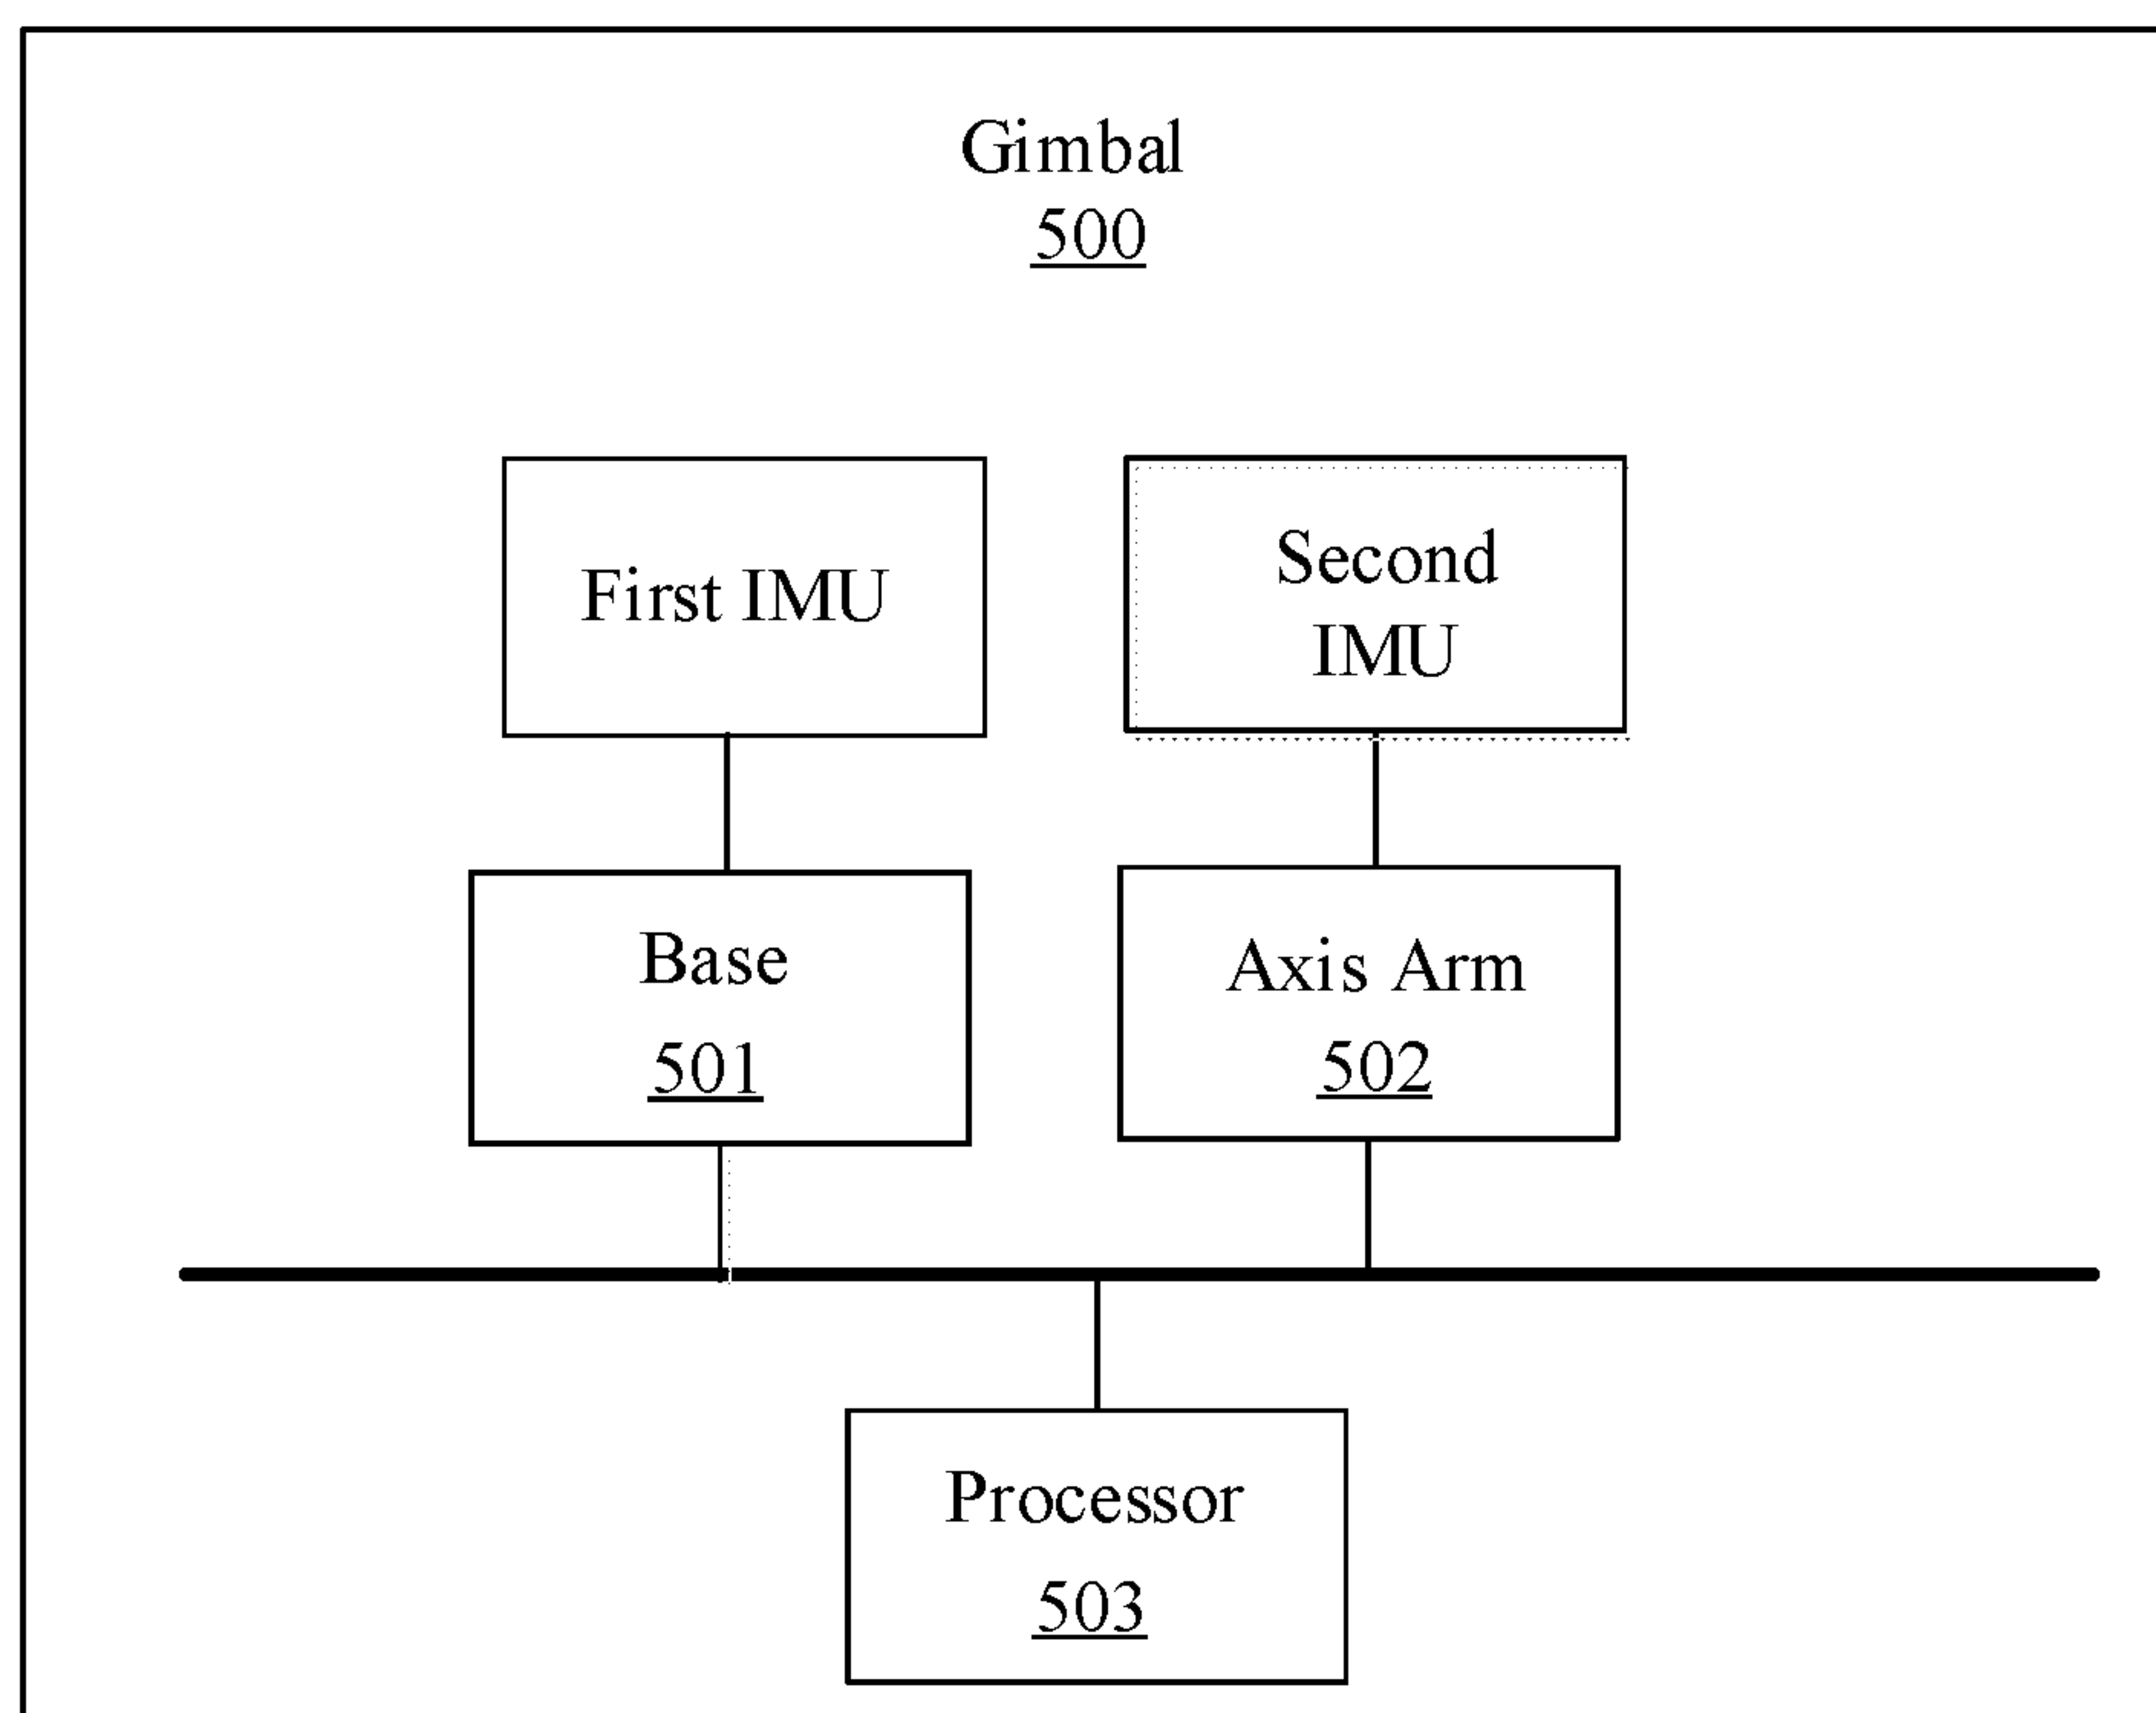 Gimbal
500
First IMU
Second
IMU
Base
501
Axis Arm
502
Processor
503